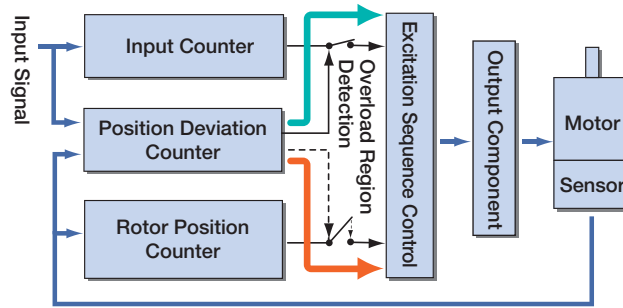 Input Signal
Input Counter
Position Deviation
Counter
Rotor Position
Counter
Overload Region
Detection
Excitation Sequence Control
Output Component
Motor
Sensor